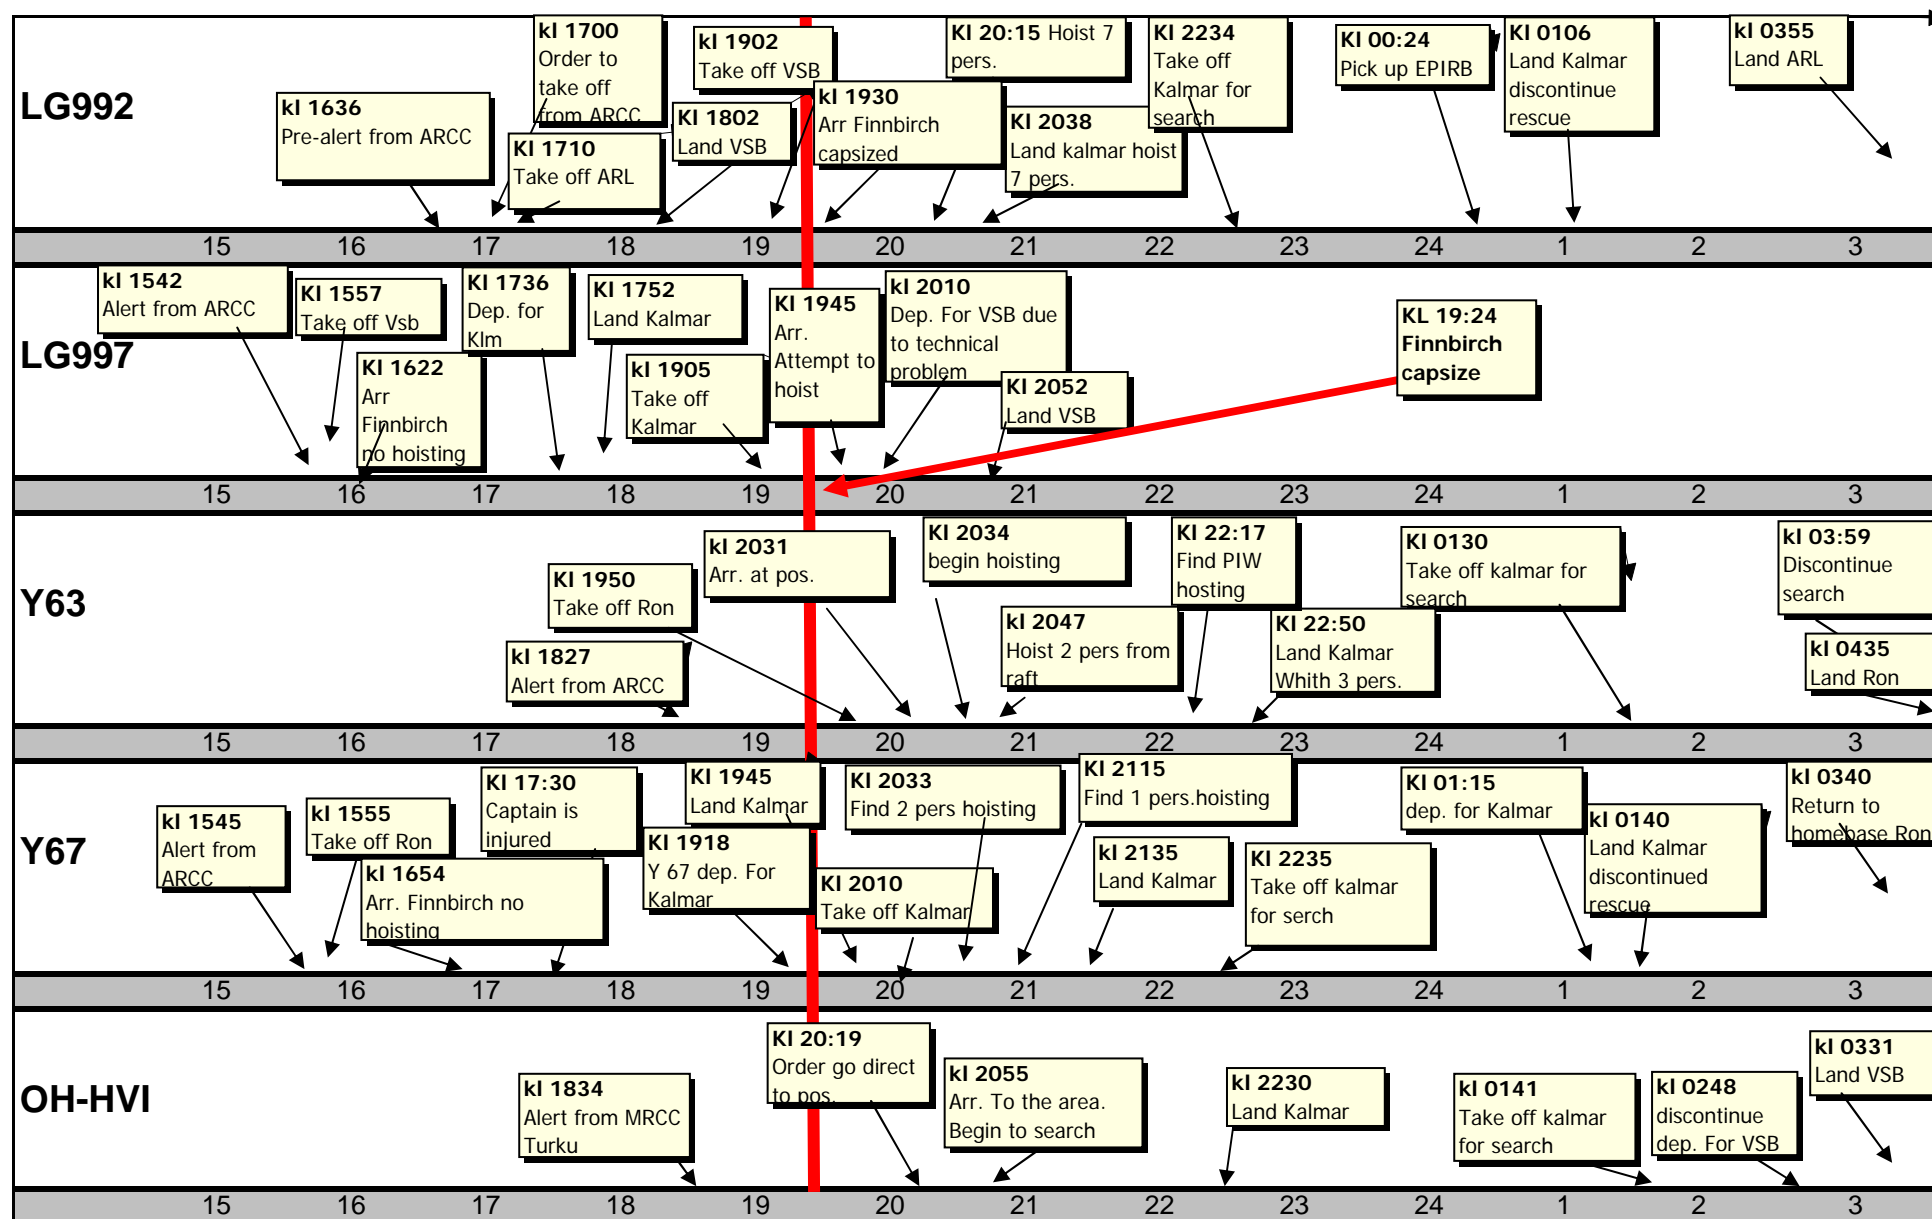 LG992
kl 1636
Pre-alert from ARCC
kl 1700
Order to
take off
from ARCC
Kl 1710
Take off ARL
kl 1902
Take off VSB
Kl 1802
Land VSB
kl 1930
Arr Finnbirch
capsized
Kl 20:15 Hoist 7
pers.
Kl 2038
Land kalmar hoist
7 pers.
Kl 2234
Take off
Kalmar for
search
Kl 00:24
Pick up EPIRB
Kl 0106
Land Kalmar
discontinue
rescue
kl 0355
Land ARL
15 16 17 18 19 20 21 22 23 24 1 2 3
LG997
kl 1542
Alert from ARCC
Kl 1557
Take off Vsb
Kl 1622
Arr
Finnbirch
no hoisting
Kl 1736
Dep. for
Klm
Kl 1752
Land Kalmar
kl 1905
Take off
Kalmar
Kl 1945
Arr.
Attempt to
hoist
kl 2010
Dep. For VSB due
to technical
problem
Kl 2052
Land VSB
KL 19:24
Finnbirch
capsize
15 16 17 18 19 20 21 22 23 24 1 2 3
Y63
kl 1827
Alert from ARCC
Kl 1950
Take off Ron
kl 2031
Arr. at pos.
Kl 2034
begin hoisting
kl 2047
Hoist 2 pers from
raft
Kl 22:17
Find PIW
hosting
Kl 22:50
Land Kalmar
Whith 3 pers.
Kl 0130
Take off kalmar for
search
kl 03:59
Discontinue
search
kl 0435
Land Ron
15 16 17 18 19 20 21 22 23 24 1 2 3
Y67
kl 1545
Alert from
ARCC
kl 1555
Take off Ron
kl 1654
Arr. Finnbirch no
hoisting
Kl 17:30
Captain is
injured
Kl 1945
Land Kalmar
Kl 1918
Y 67 dep. For
Kalmar
Kl 2033
Find 2 pers hoisting
Kl 2010
Take off Kalmar
Kl 2115
Find 1 pers.hoisting
kl 2135
Land Kalmar
Kl 2235
Take off kalmar
for serch
Kl 01:15
dep. for Kalmar
kl 0140
Land Kalmar
discontinued
rescue
kl 0340
Return to
homebase Ron
15 16 17 18 19 20 21 22 23 24 1 2 3
OH-HVI
kl 1834
Alert from MRCC
Turku
Kl 20:19
Order go direct
to pos.
kl 2055
Arr. To the area.
Begin to search
kl 2230
Land Kalmar
kl 0141
Take off kalmar
for search
kl 0248
discontinue
dep. For VSB
kl 0331
Land VSB
15 16 17 18 19 20 21 22 23 24 1 2 3